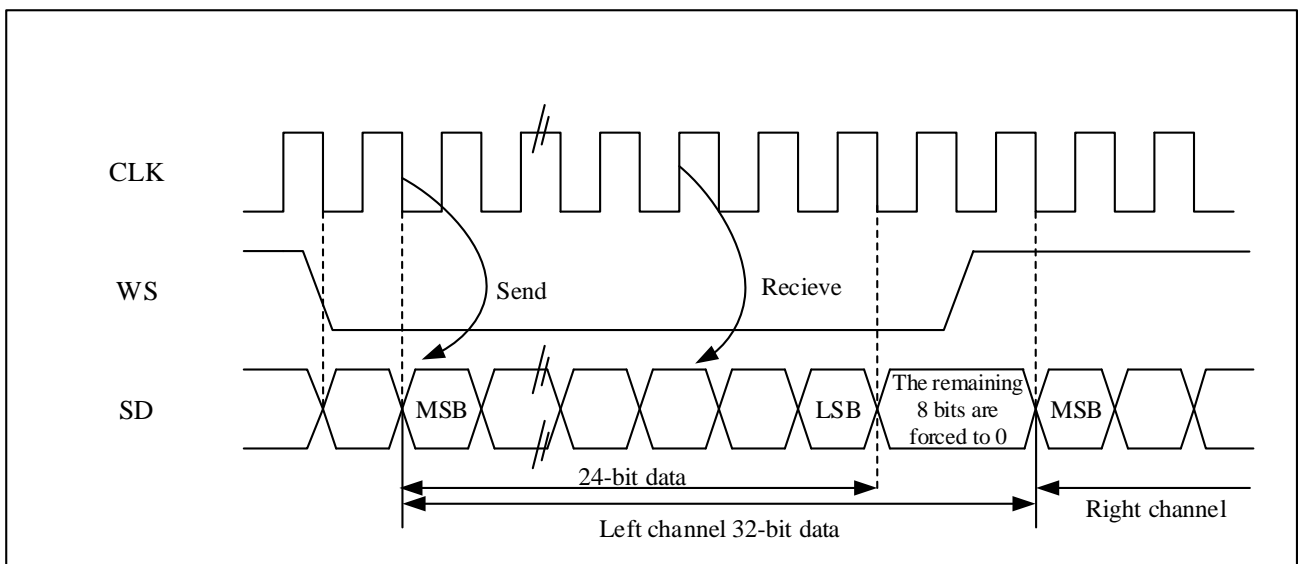 CLK
WS
Send
Recieve
SD
MSB
LSB
The remaining
8 bits are
forced to 0
MSB
24-bit data
Left channel 32-bit data
Right channel